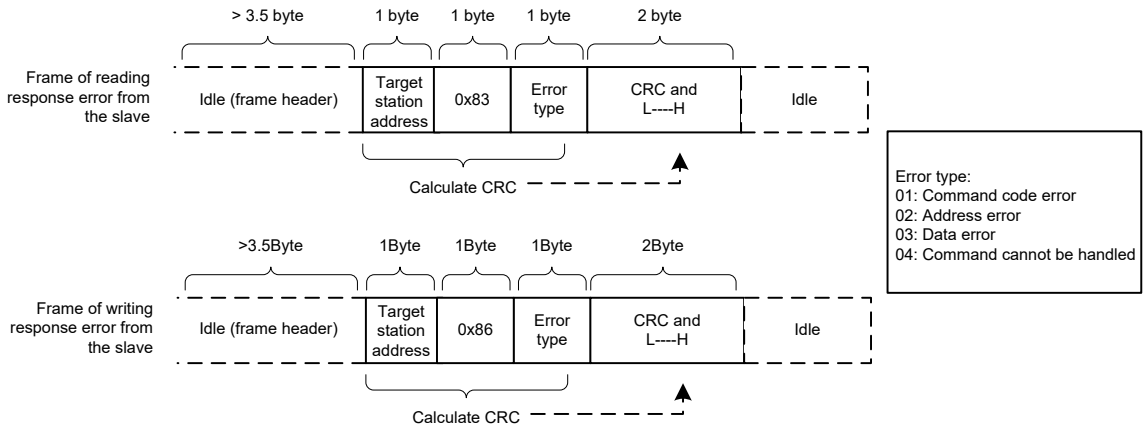 > 3.5 byte
1 byte
1 byte
1 byte
2 byte
Frame of reading
response error from
the slave
Idle (frame header)
Target
station
address
0x83
Error
type
CRC and
L----H
Idle
Calculate CRC
Error type:
01: Command code error
02: Address error
03: Data error
04: Command cannot be handled
>3.5Byte
1Byte
1Byte
1Byte
2Byte
Frame of writing
response error from
the slave
Idle (frame header)
Target
station
address
0x86
Error
type
CRC and
L----H
Idle
Calculate CRC